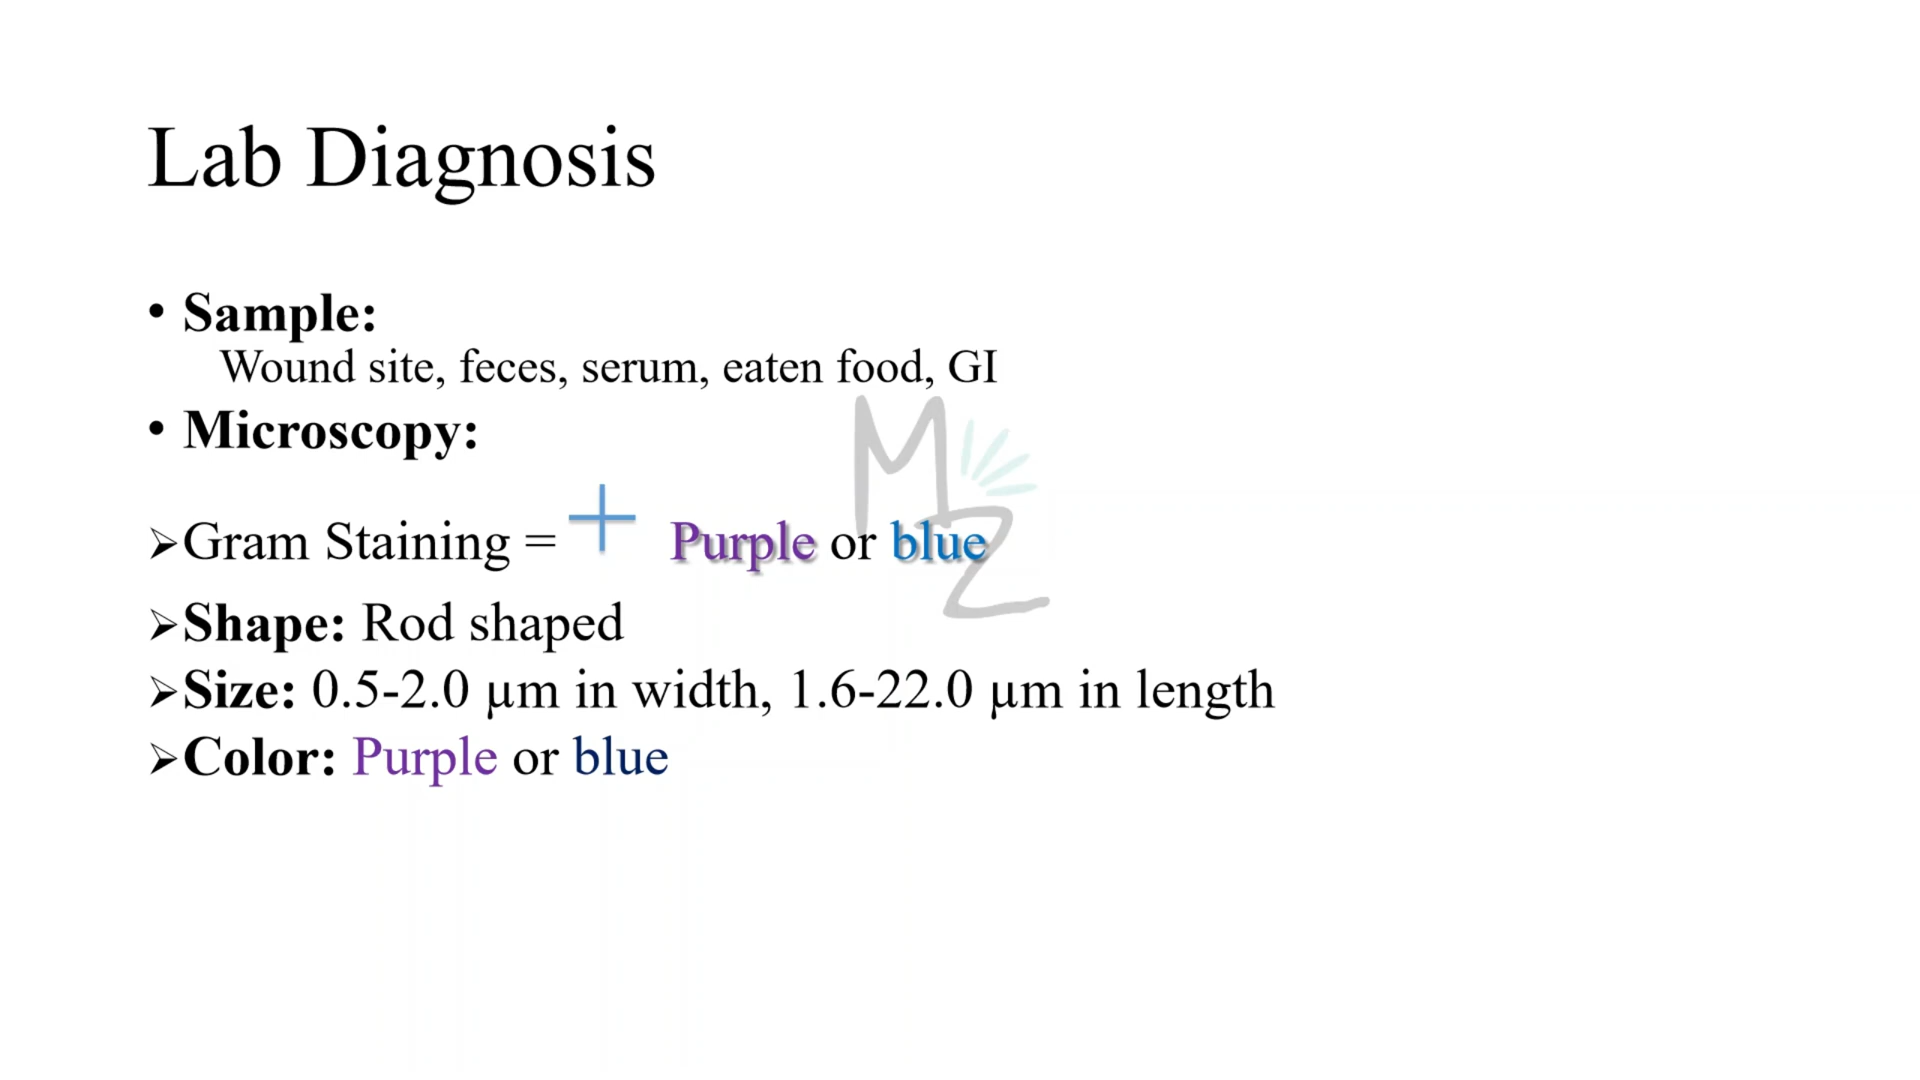 Lab Diagnosis
• Sample:
Wound site, feces, serum, eaten food, GI
• Microscopy:
MZ
➢Gram Staining = + Purple or blue
➢Shape: Rod shaped
➢Size: 0.5-2.0 µm in width, 1.6-22.0 µm in length
➢Color: Purple or blue